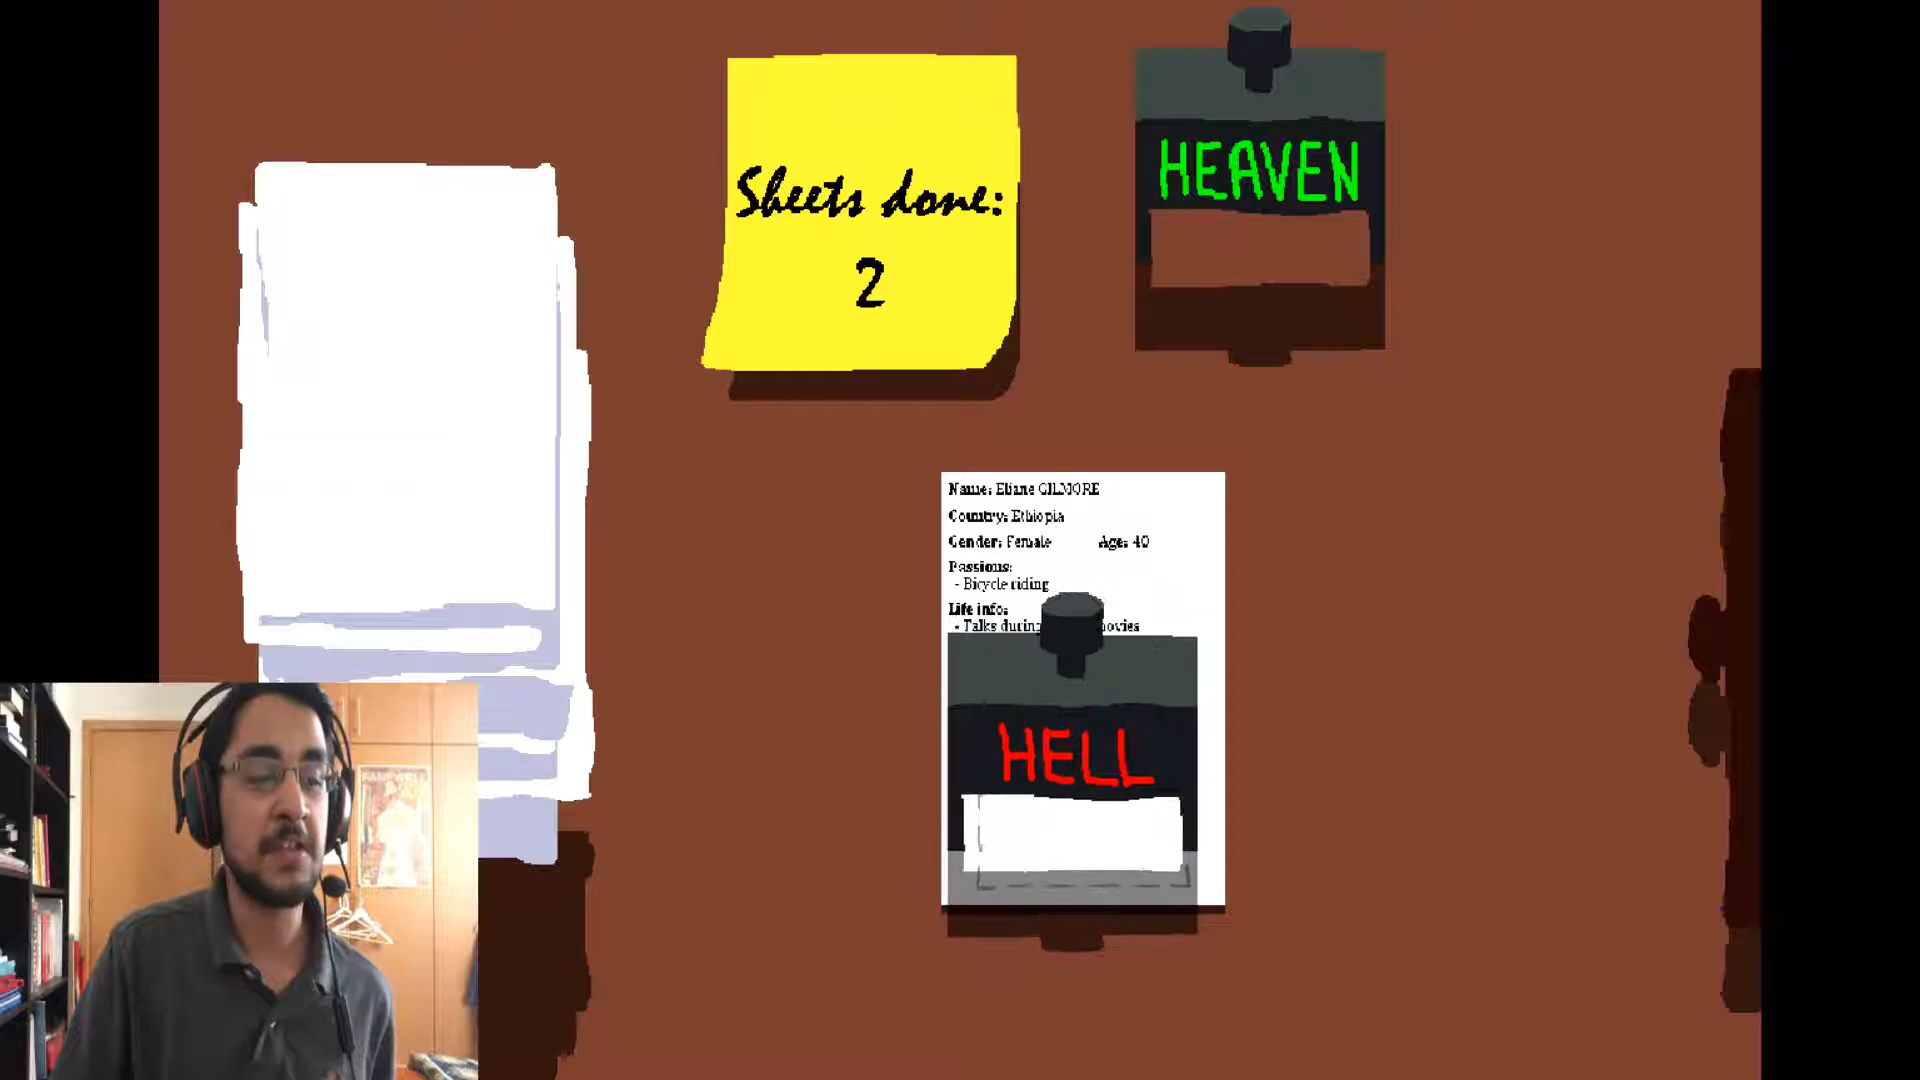 Sheets done:
2
HEAVEN
Name: Eliane GILMORE
Country: Ethiopia
Gender: Female Age: 40
Passions:
- Bicycle riding
Life info:
- Talks during
HELL